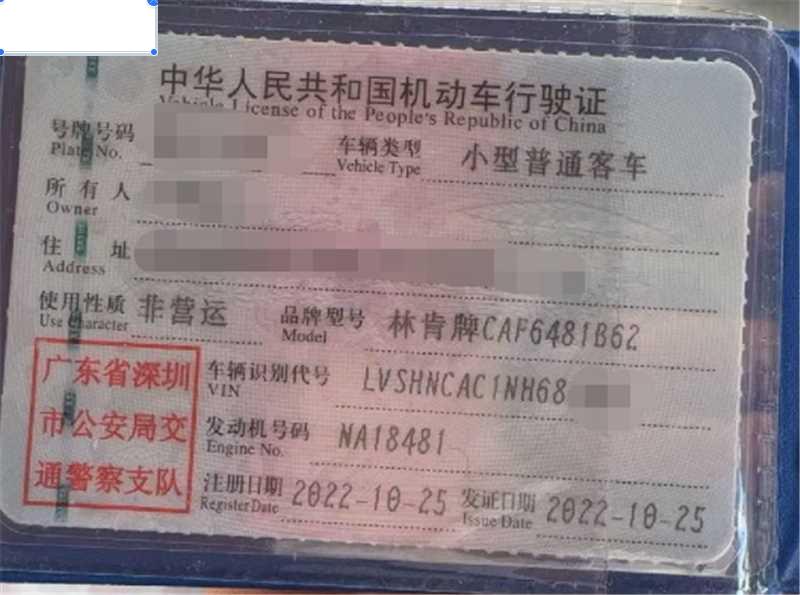 中华人民共和国机动车行驶证
Vehicle License of the People's Republic of China
号牌号码 车辆类型 小型普通客车
Plate No. Vehicle Type
所有人
Owner
住址
Address
使用性质 非营运 品牌型号 林肯牌CAF6481B62
Use Character Model
广东省深圳
市公安局交
通警察支队
车辆识别代号 LVSHNCAC1NH68
VIN
发动机号码 NA18481
Engine No.
注册日期 2022-10-25 发证日期 2022-10-25
Register Date Issue Date